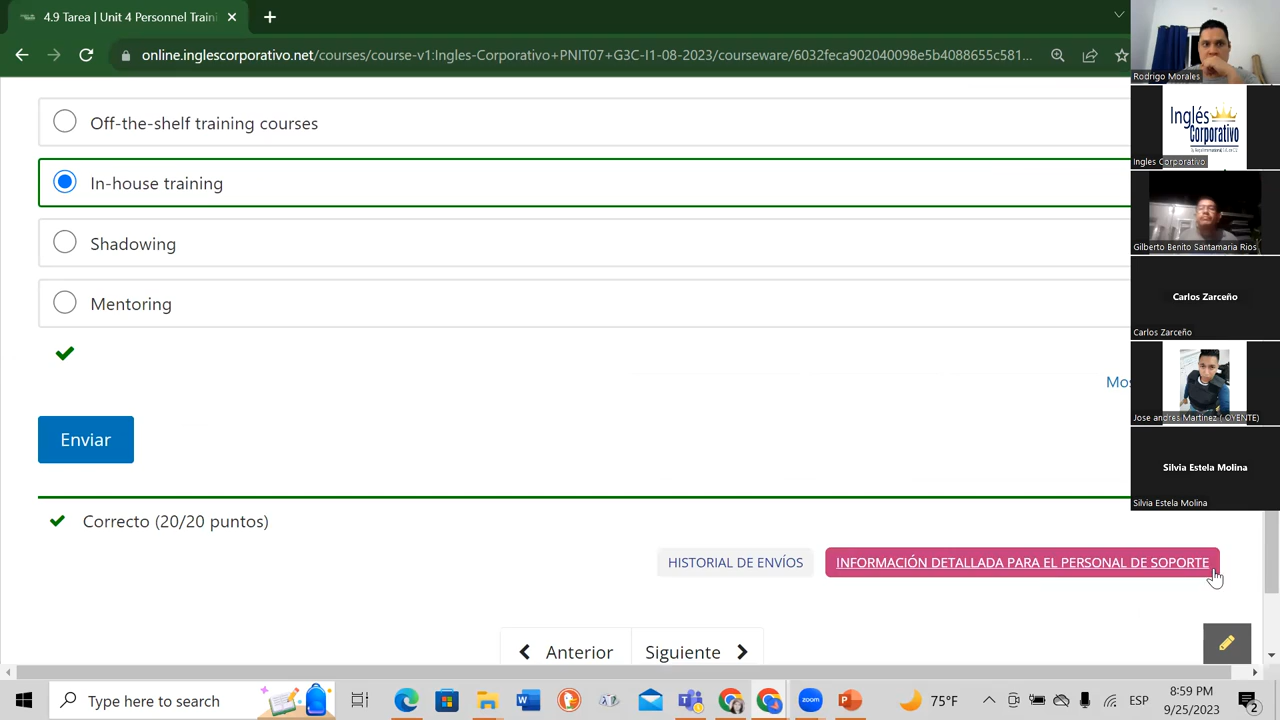 4.9 Tarea | Unit 4 Personnel Traini
online.inglescorporativo.net/courses/course-v1:Ingles-Corporativo+PNIT07+G3C-I1-08-2023/courseware/6032feca902040098e5b4088655c581...
Off-the-shelf training courses
In-house training
Shadowing
Mentoring
Mos
Enviar
Correcto (20/20 puntos)
HISTORIAL DE ENVÍOS
INFORMACIÓN DETALLADA PARA EL PERSONAL DE SOPORTE
Anterior
Siguiente
Rodrigo Morales
Inglés
Corporativo
Ingles Corporativo
Gilberto Benito Santamaria Rios
Carlos Zarceño
Carlos Zarceño
Jose andres Martinez ( OYENTE)
Silvia Estela Molina
Silvia Estela Molina
Type here to search
zoom
75°F
ESP
8:59 PM
9/25/2023
2